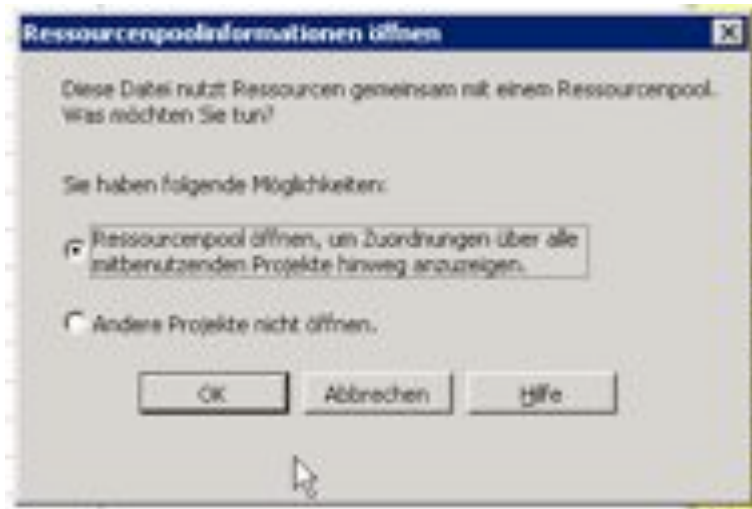 Ressourcenpoolinformationen öffnen
Diese Datei nutzt Ressourcen gemeinsam mit einem Ressourcenpool.
Was möchten Sie tun?
Sie haben folgende Möglichkeiten:
Ressourcenpool öffnen, um Zuordnungen über alle
mitbenutzenden Projekte hinweg anzuzeigen.
Andere Projekte nicht öffnen.
OK
Abbrechen
Hilfe